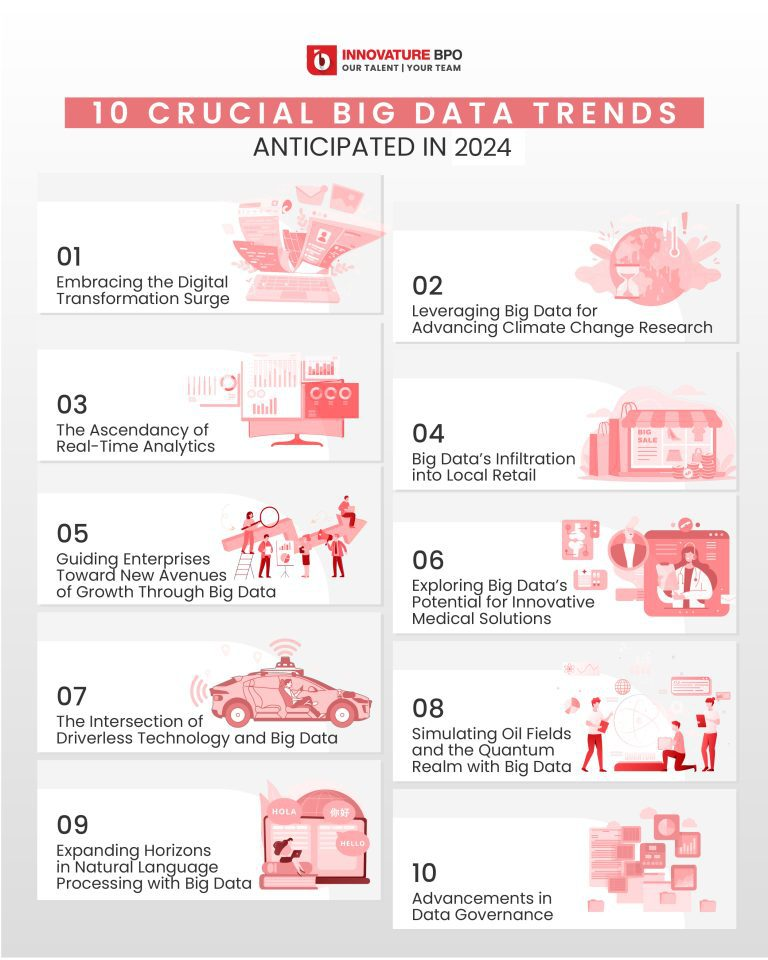 INNOVATURE BPO
OUR TALENT | YOUR TEAM
10 CRUCIAL BIG DATA TRENDS
ANTICIPATED IN 2024
01
Embracing the Digital
Transformation Surge
02
Leveraging Big Data for
Advancing Climate Change Research
03
The Ascendancy of
Real-Time Analytics
04
Big Data’s Infiltration
into Local Retail
BIG
SALE
05
Guiding Enterprises
Toward New Avenues
of Growth Through Big Data
06
Exploring Big Data’s
Potential for Innovative
Medical Solutions
07
The Intersection of
Driverless Technology and Big Data
08
Simulating Oil Fields
and the Quantum
Realm with Big Data
09
Expanding Horizons
in Natural Language
Processing with Big Data
HOLA
你好
HELLO
10
Advancements in
Data Governance